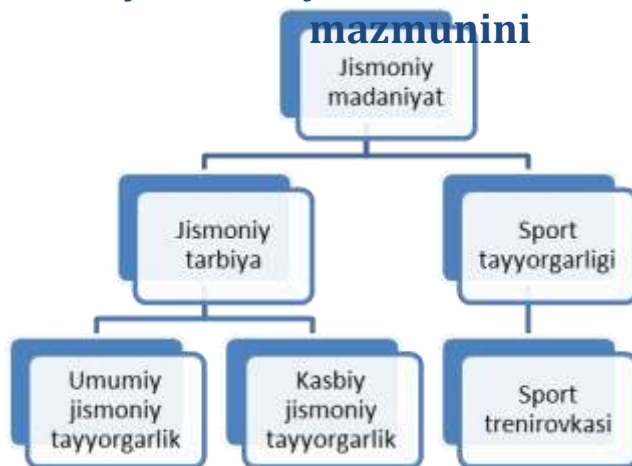 mazmunini
Jismoniy
madaniyat
Jismoniy
tarbiya
Sport
tayyorgarligi
Umumiy
jismoniy
tayyorgarlik
Kasbiy
jismoniy
tayyorgarlik
Sport
trenirovkasi